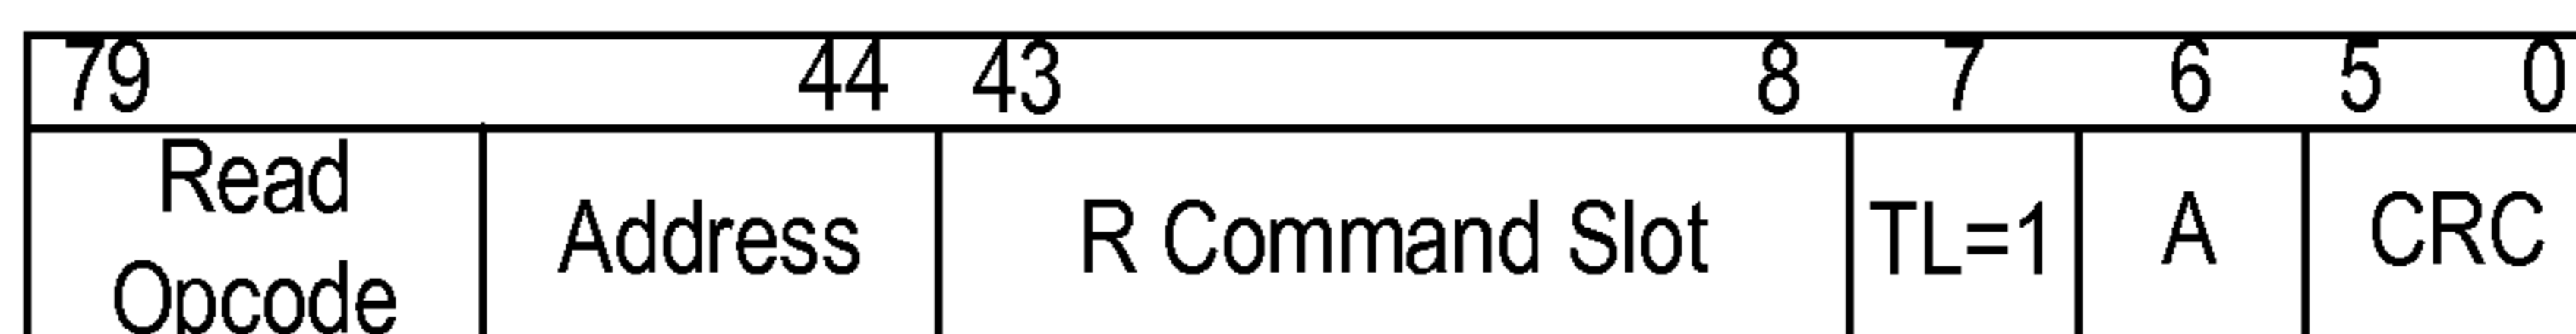 79 44 43 8 7 6 5 0
Read
Opcode Address R Command Slot TL=1 A CRC